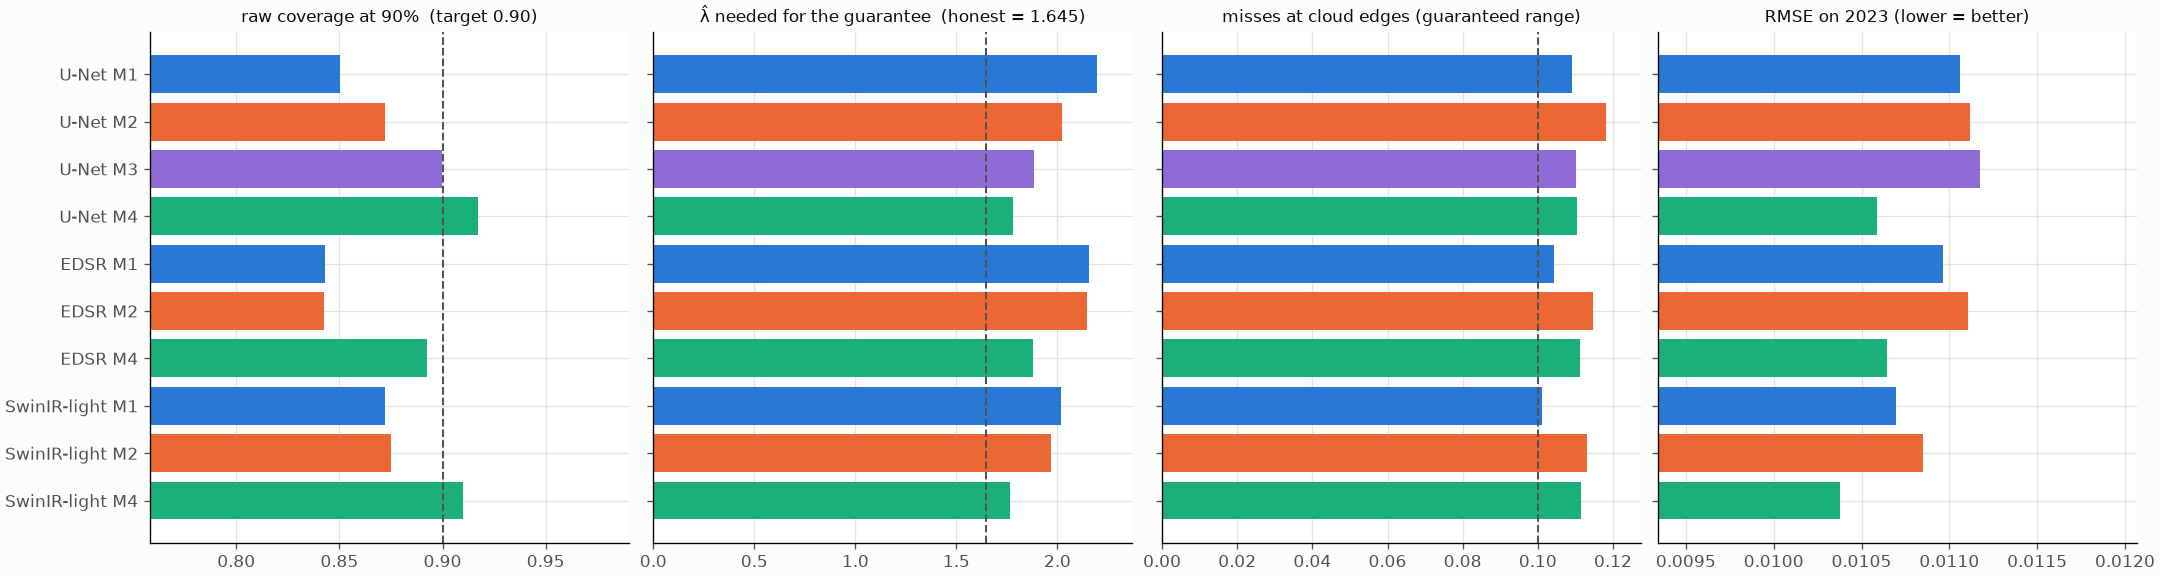 raw coverage at 90%  (target 0.90)
λ̂ needed for the guarantee  (honest = 1.645)
misses at cloud edges (guaranteed range)
RMSE on 2023 (lower = better)
U-Net M1
U-Net M2
U-Net M3
U-Net M4
EDSR M1
EDSR M2
EDSR M4
SwinIR-light M1
SwinIR-light M2
SwinIR-light M4
0.80 0.85 0.90 0.95
0.0 0.5 1.0 1.5 2.0
0.00 0.02 0.04 0.06 0.08 0.10 0.12
0.0095 0.0100 0.0105 0.0110 0.0115 0.0120